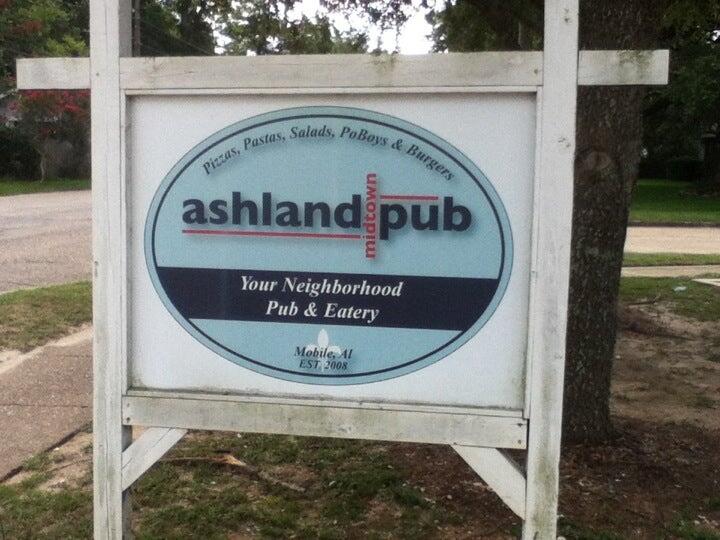 Pizzas, Pastas, Salads, PoBoys & Burgers
ashland midtown pub
Your Neighborhood
Pub & Eatery
Mobile, Al
EST. 2008